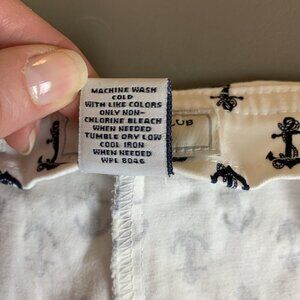 MACHINE WASH
COLD
WITH LIKE COLORS
ONLY NON-
CHLORINE BLEACH
WHEN NEEDED
TUMBLE DRY LOW
COOL IRON
WHEN NEEDED
WPL 8046
LUB